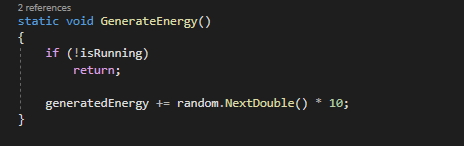 2 references
static void GenerateEnergy()
{
    if (!isRunning)
        return;

    generatedEnergy += random.NextDouble() * 10;
}